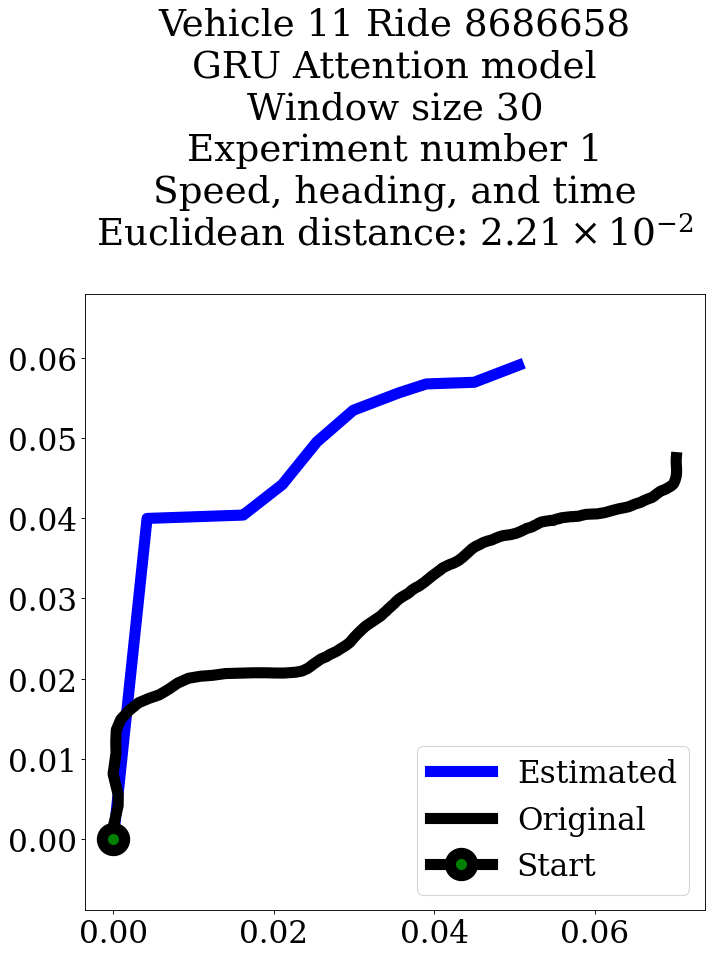 Vehicle 11 Ride 8686658
GRU Attention model
Window size 30
Experiment number 1
Speed, heading, and time
Euclidean distance: 2.21 × 10⁻²
0.06
0.05
0.04
0.03
0.02
0.01
0.00
Estimated
Original
Start
0.00 0.02 0.04 0.06